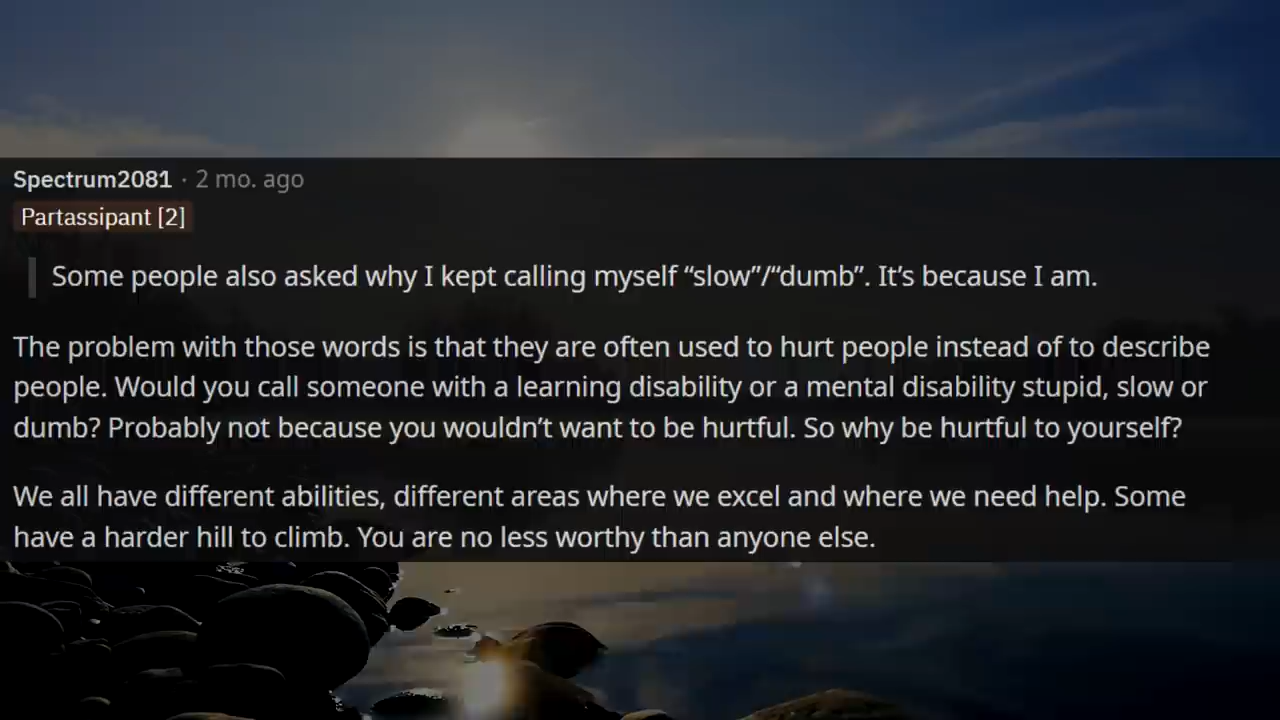 Spectrum2081 · 2 mo. ago
Partassipant [2]
Some people also asked why I kept calling myself “slow”/“dumb”. It’s because I am.
The problem with those words is that they are often used to hurt people instead of to describe
people. Would you call someone with a learning disability or a mental disability stupid, slow or
dumb? Probably not because you wouldn’t want to be hurtful. So why be hurtful to yourself?
We all have different abilities, different areas where we excel and where we need help. Some
have a harder hill to climb. You are no less worthy than anyone else.